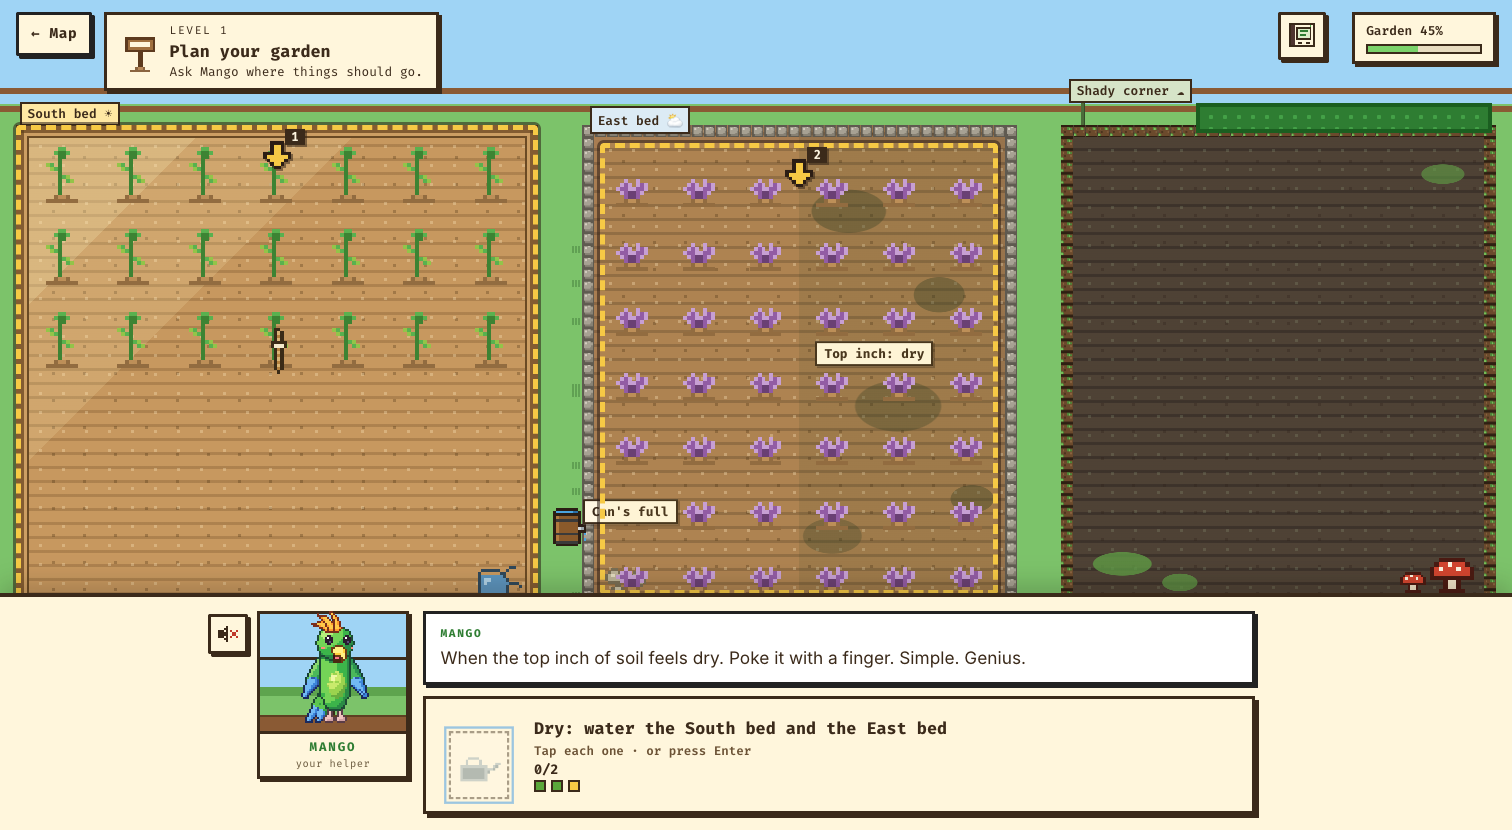 ← Map
LEVEL 1
Plan your garden
Ask Mango where things should go.
Garden 45%
South bed ☀
1
East bed ⛅
2
Shady corner ☁
Top inch: dry
Can's full
MANGO
your helper
MANGO
When the top inch of soil feels dry. Poke it with a finger. Simple. Genius.
Dry: water the South bed and the East bed
Tap each one · or press Enter
0/2